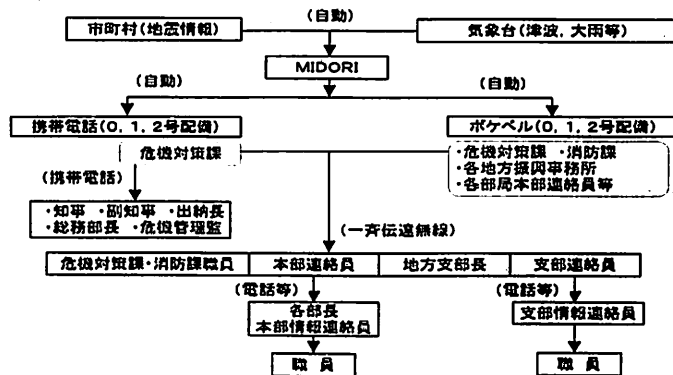 (自動)
市町村(地震情報)
気象台(津波,大雨等)
MIDORI
(自動)
(自動)
携帯電話(0,1,2号配備)
ポケベル(0,1,2号配備)
危機対策課
・危機対策課 ・消防課
・各地方振興事務所
・各部局本部連絡員等
(携帯電話)
・知事 ・副知事 ・出納長
・総務部長 ・危機管理監
(一斉伝達無線)
危機対策課・消防課職員
本部連絡員
地方支部長
支部連絡員
(電話等)
(電話等)
各部長
本部情報連絡員
支部情報連絡員
職員
職員